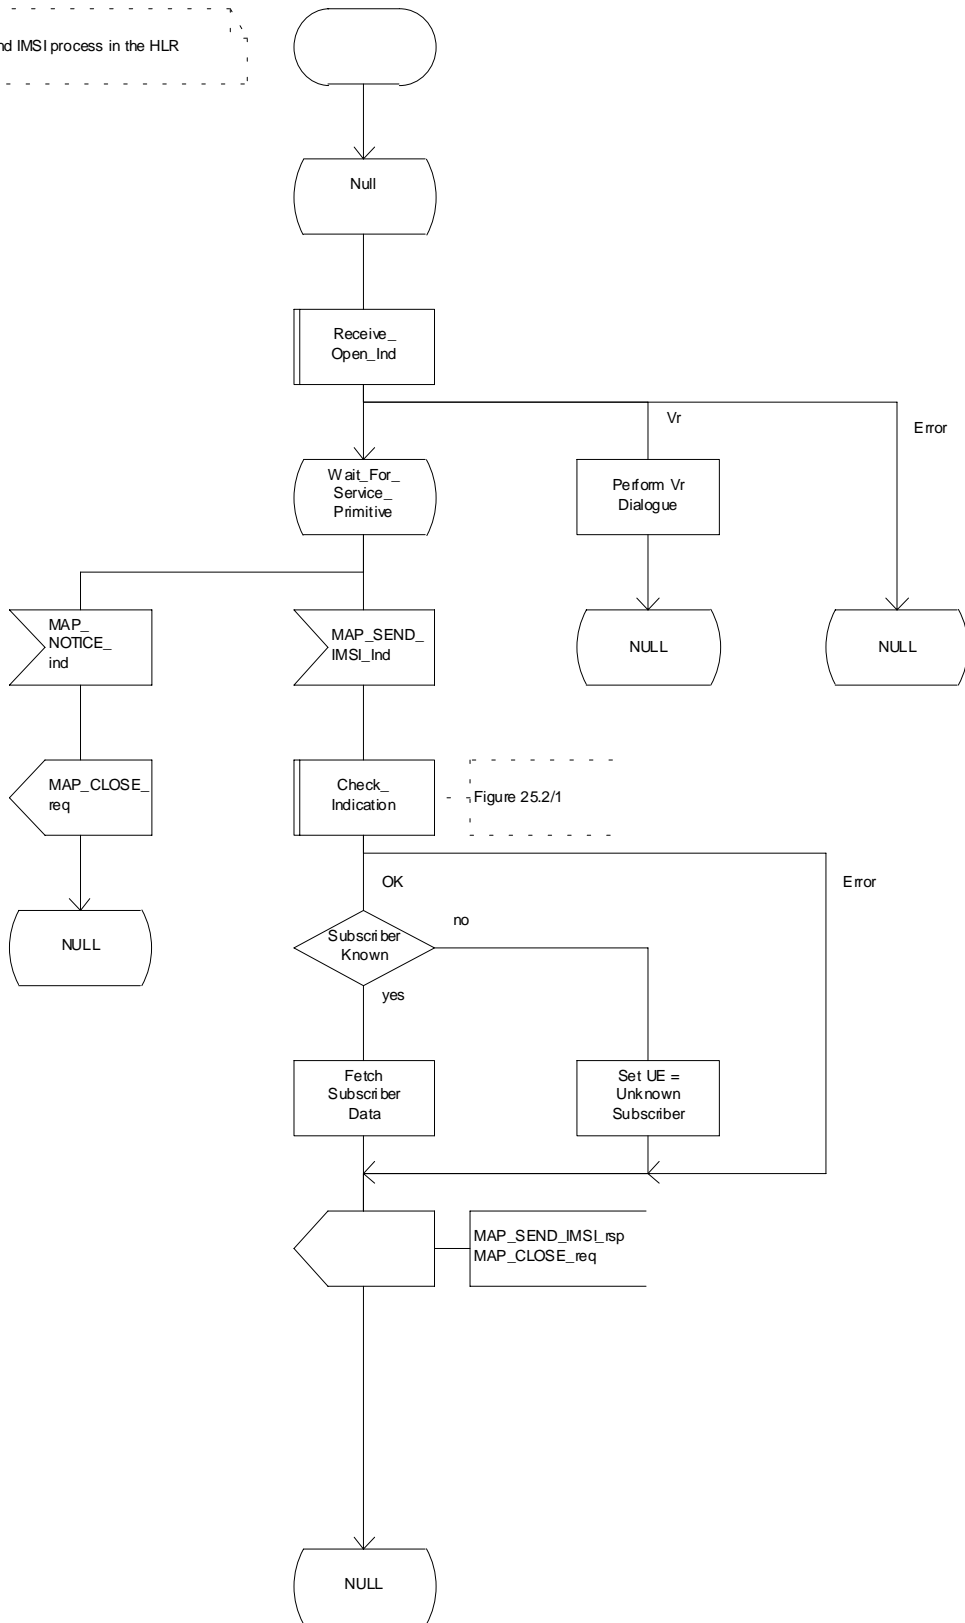 nd IMSI process in the HLR
Null
Receive_
Open_Ind
Vr
Error
Wait_For_
Service_
Primitive
Perform Vr
Dialogue
MAP_
NOTICE_
ind
MAP_SEND_
IMSI_Ind
NULL
NULL
MAP_CLOSE_
req
Check_
Indication
Figure 25.2/1
OK
Error
no
Subscriber
Known
NULL
yes
Fetch
Subscriber
Data
Set UE =
Unknown
Subscriber
MAP_SEND_IMSI_rsp
MAP_CLOSE_req
NULL